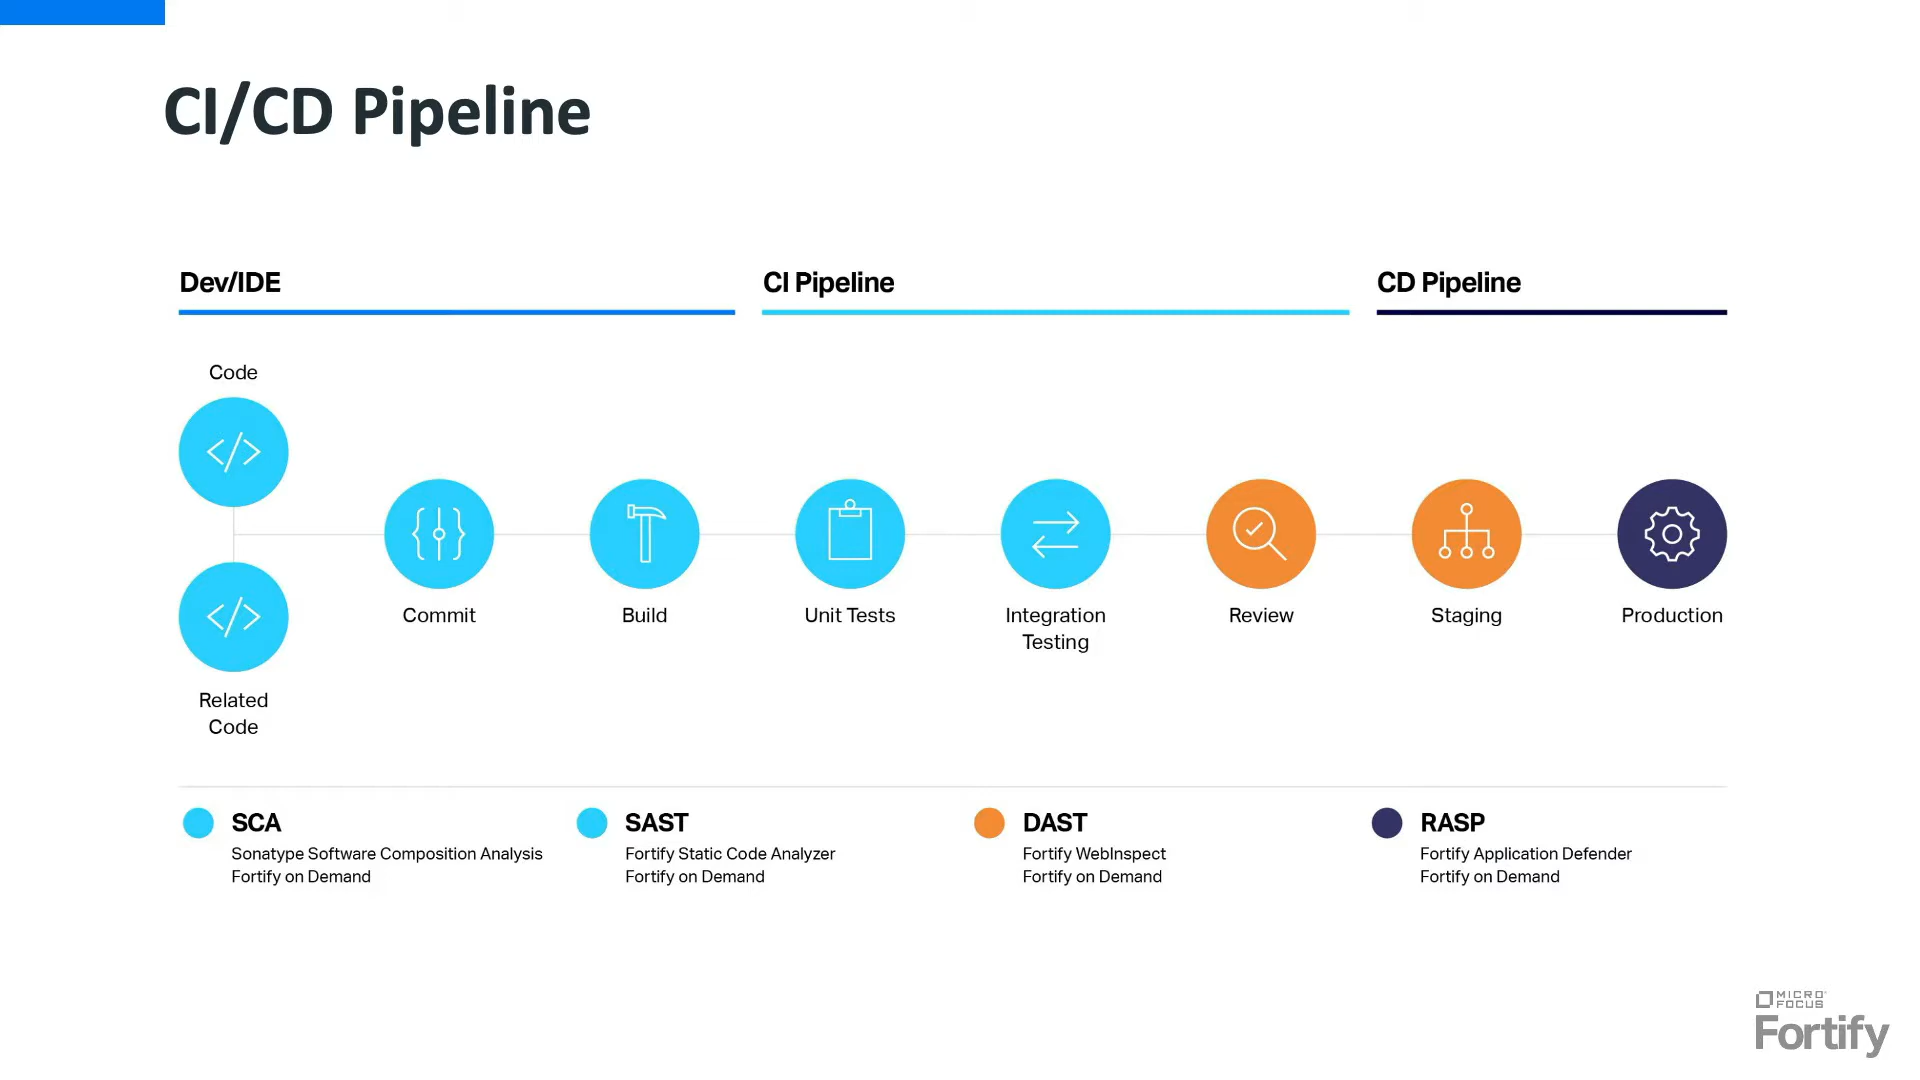 CI/CD Pipeline
Dev/IDE
CI Pipeline
CD Pipeline
Code
Related
Code
Commit
Build
Unit Tests
Integration
Testing
Review
Staging
Production
SCA
Sonatype Software Composition Analysis
Fortify on Demand
SAST
Fortify Static Code Analyzer
Fortify on Demand
DAST
Fortify WebInspect
Fortify on Demand
RASP
Fortify Application Defender
Fortify on Demand
MICRO
FOCUS
Fortify